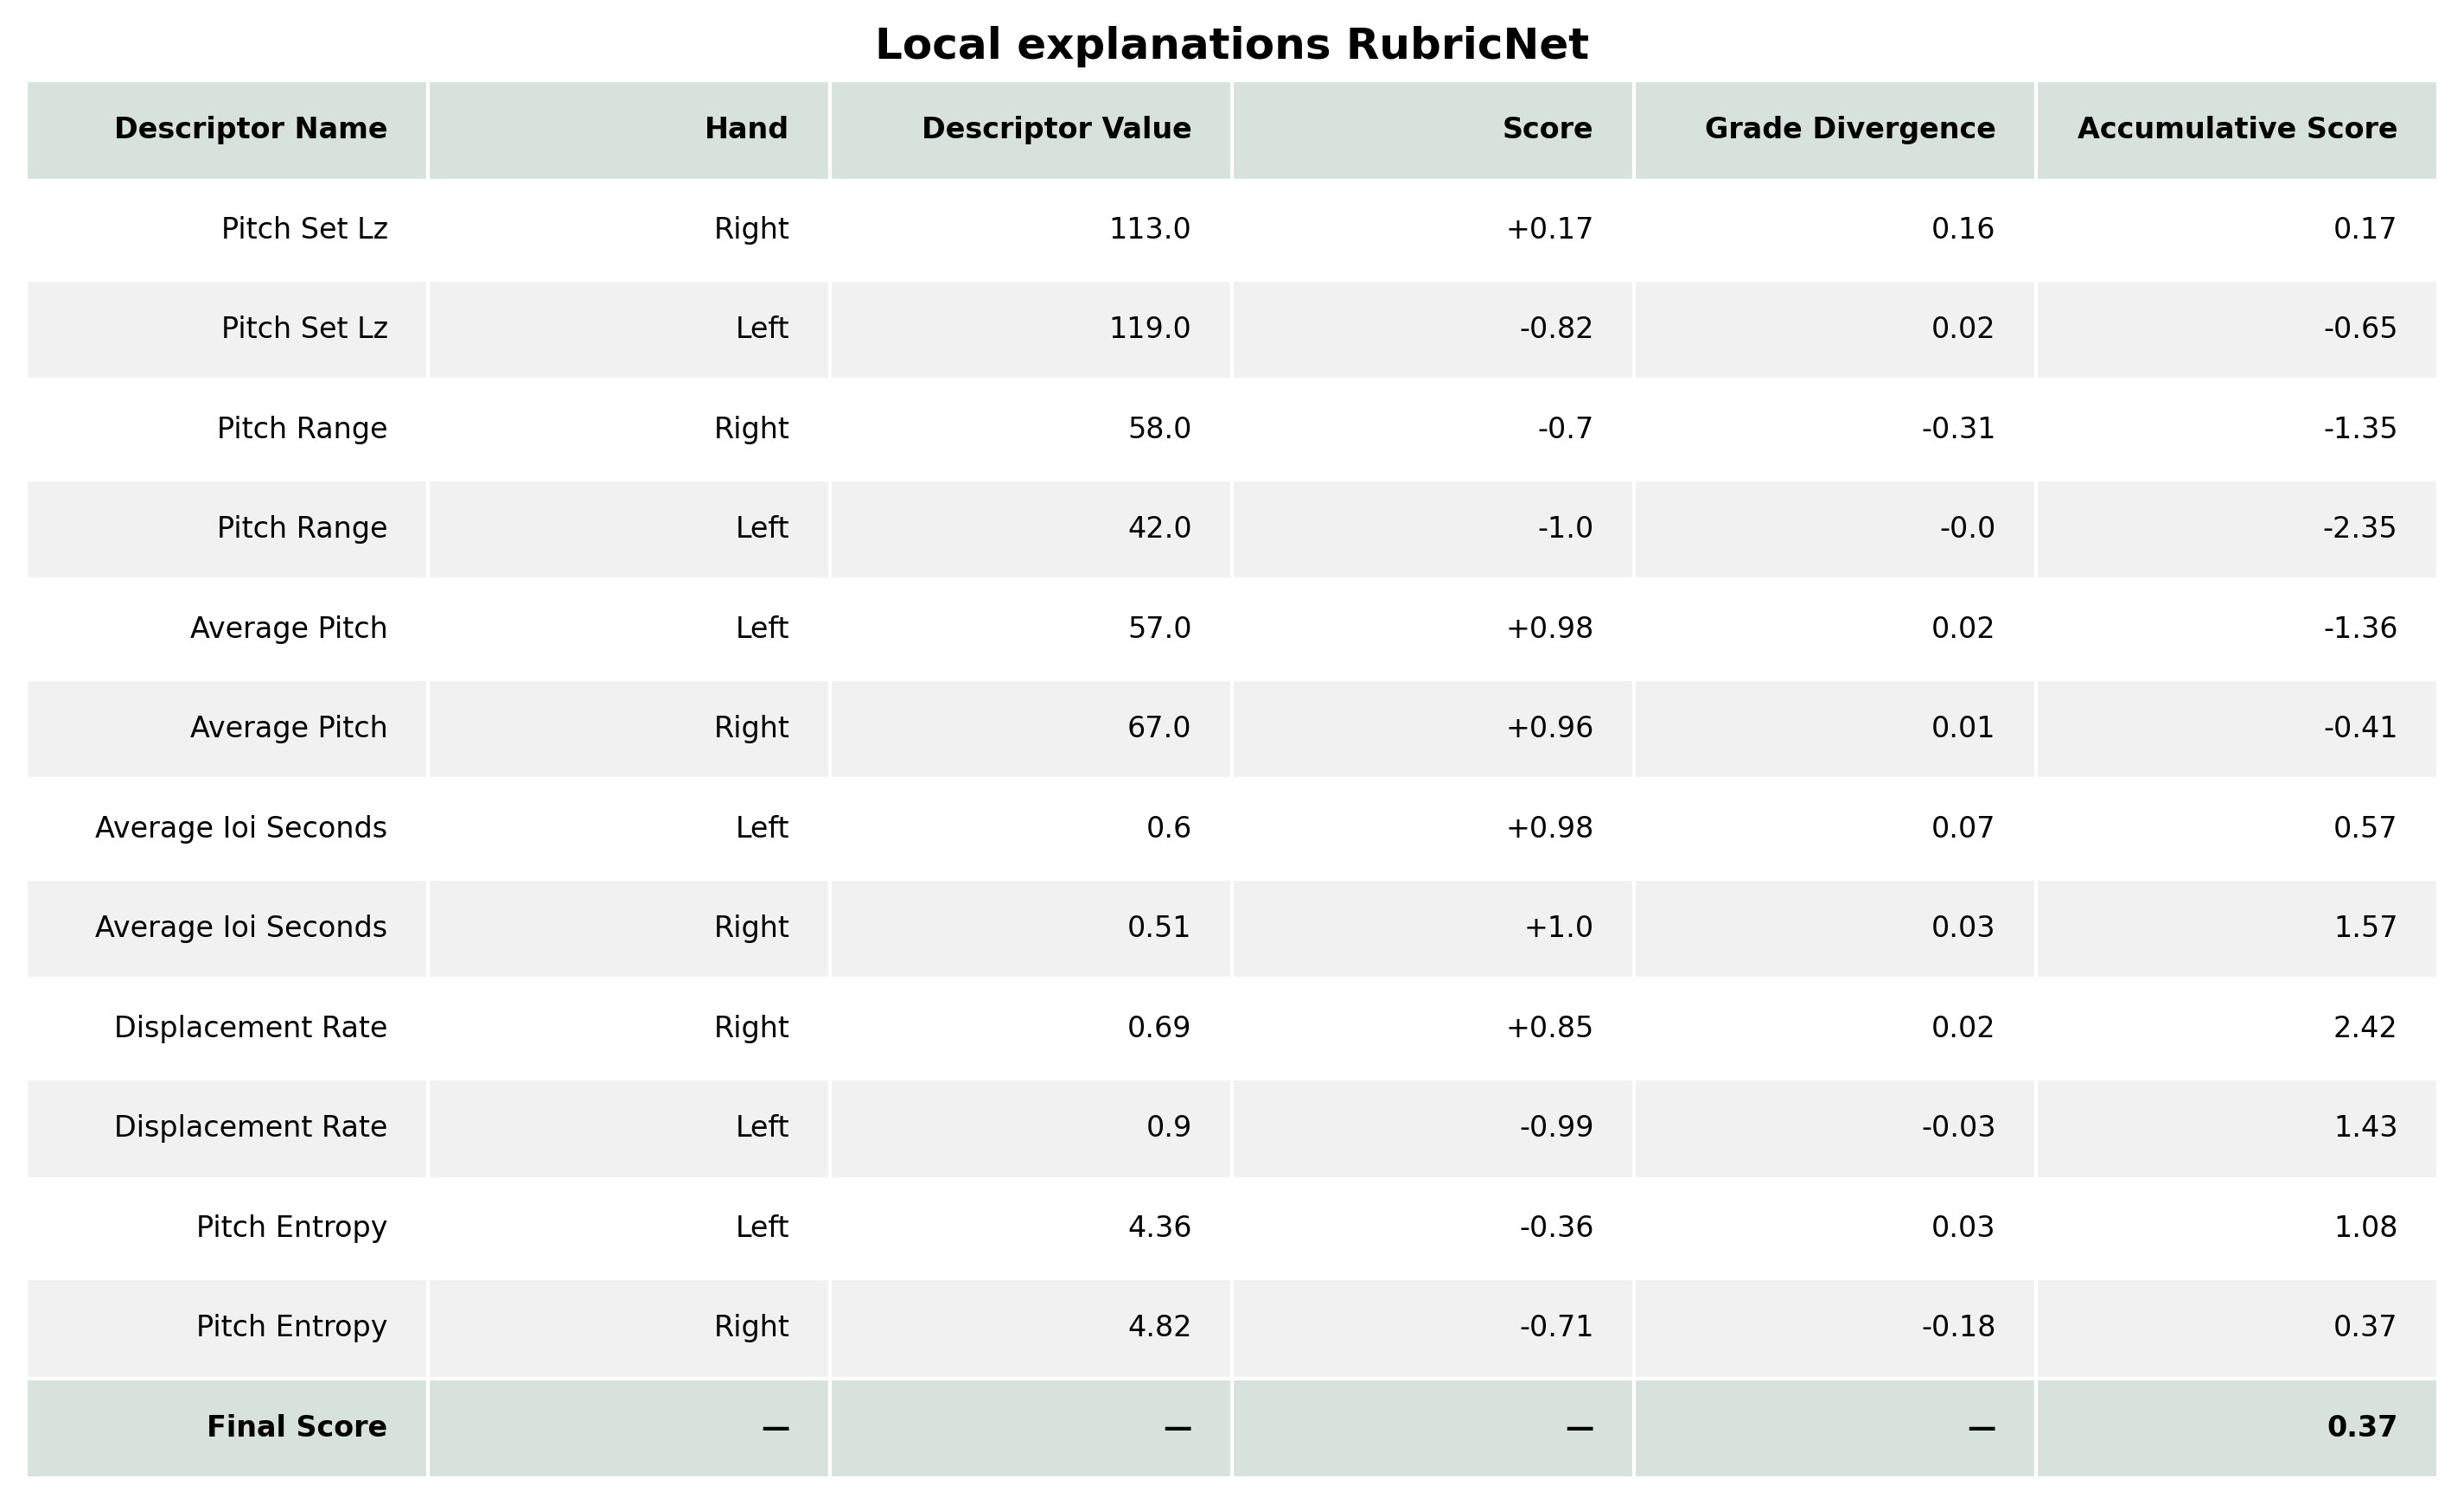 Local explanations RubricNet
Descriptor Name Hand Descriptor Value Score Grade Divergence Accumulative Score
Pitch Set Lz Right 113.0 +0.17 0.16 0.17
Pitch Set Lz Left 119.0 -0.82 0.02 -0.65
Pitch Range Right 58.0 -0.7 -0.31 -1.35
Pitch Range Left 42.0 -1.0 -0.0 -2.35
Average Pitch Left 57.0 +0.98 0.02 -1.36
Average Pitch Right 67.0 +0.96 0.01 -0.41
Average Ioi Seconds Left 0.6 +0.98 0.07 0.57
Average Ioi Seconds Right 0.51 +1.0 0.03 1.57
Displacement Rate Right 0.69 +0.85 0.02 2.42
Displacement Rate Left 0.9 -0.99 -0.03 1.43
Pitch Entropy Left 4.36 -0.36 0.03 1.08
Pitch Entropy Right 4.82 -0.71 -0.18 0.37
Final Score — — — — 0.37